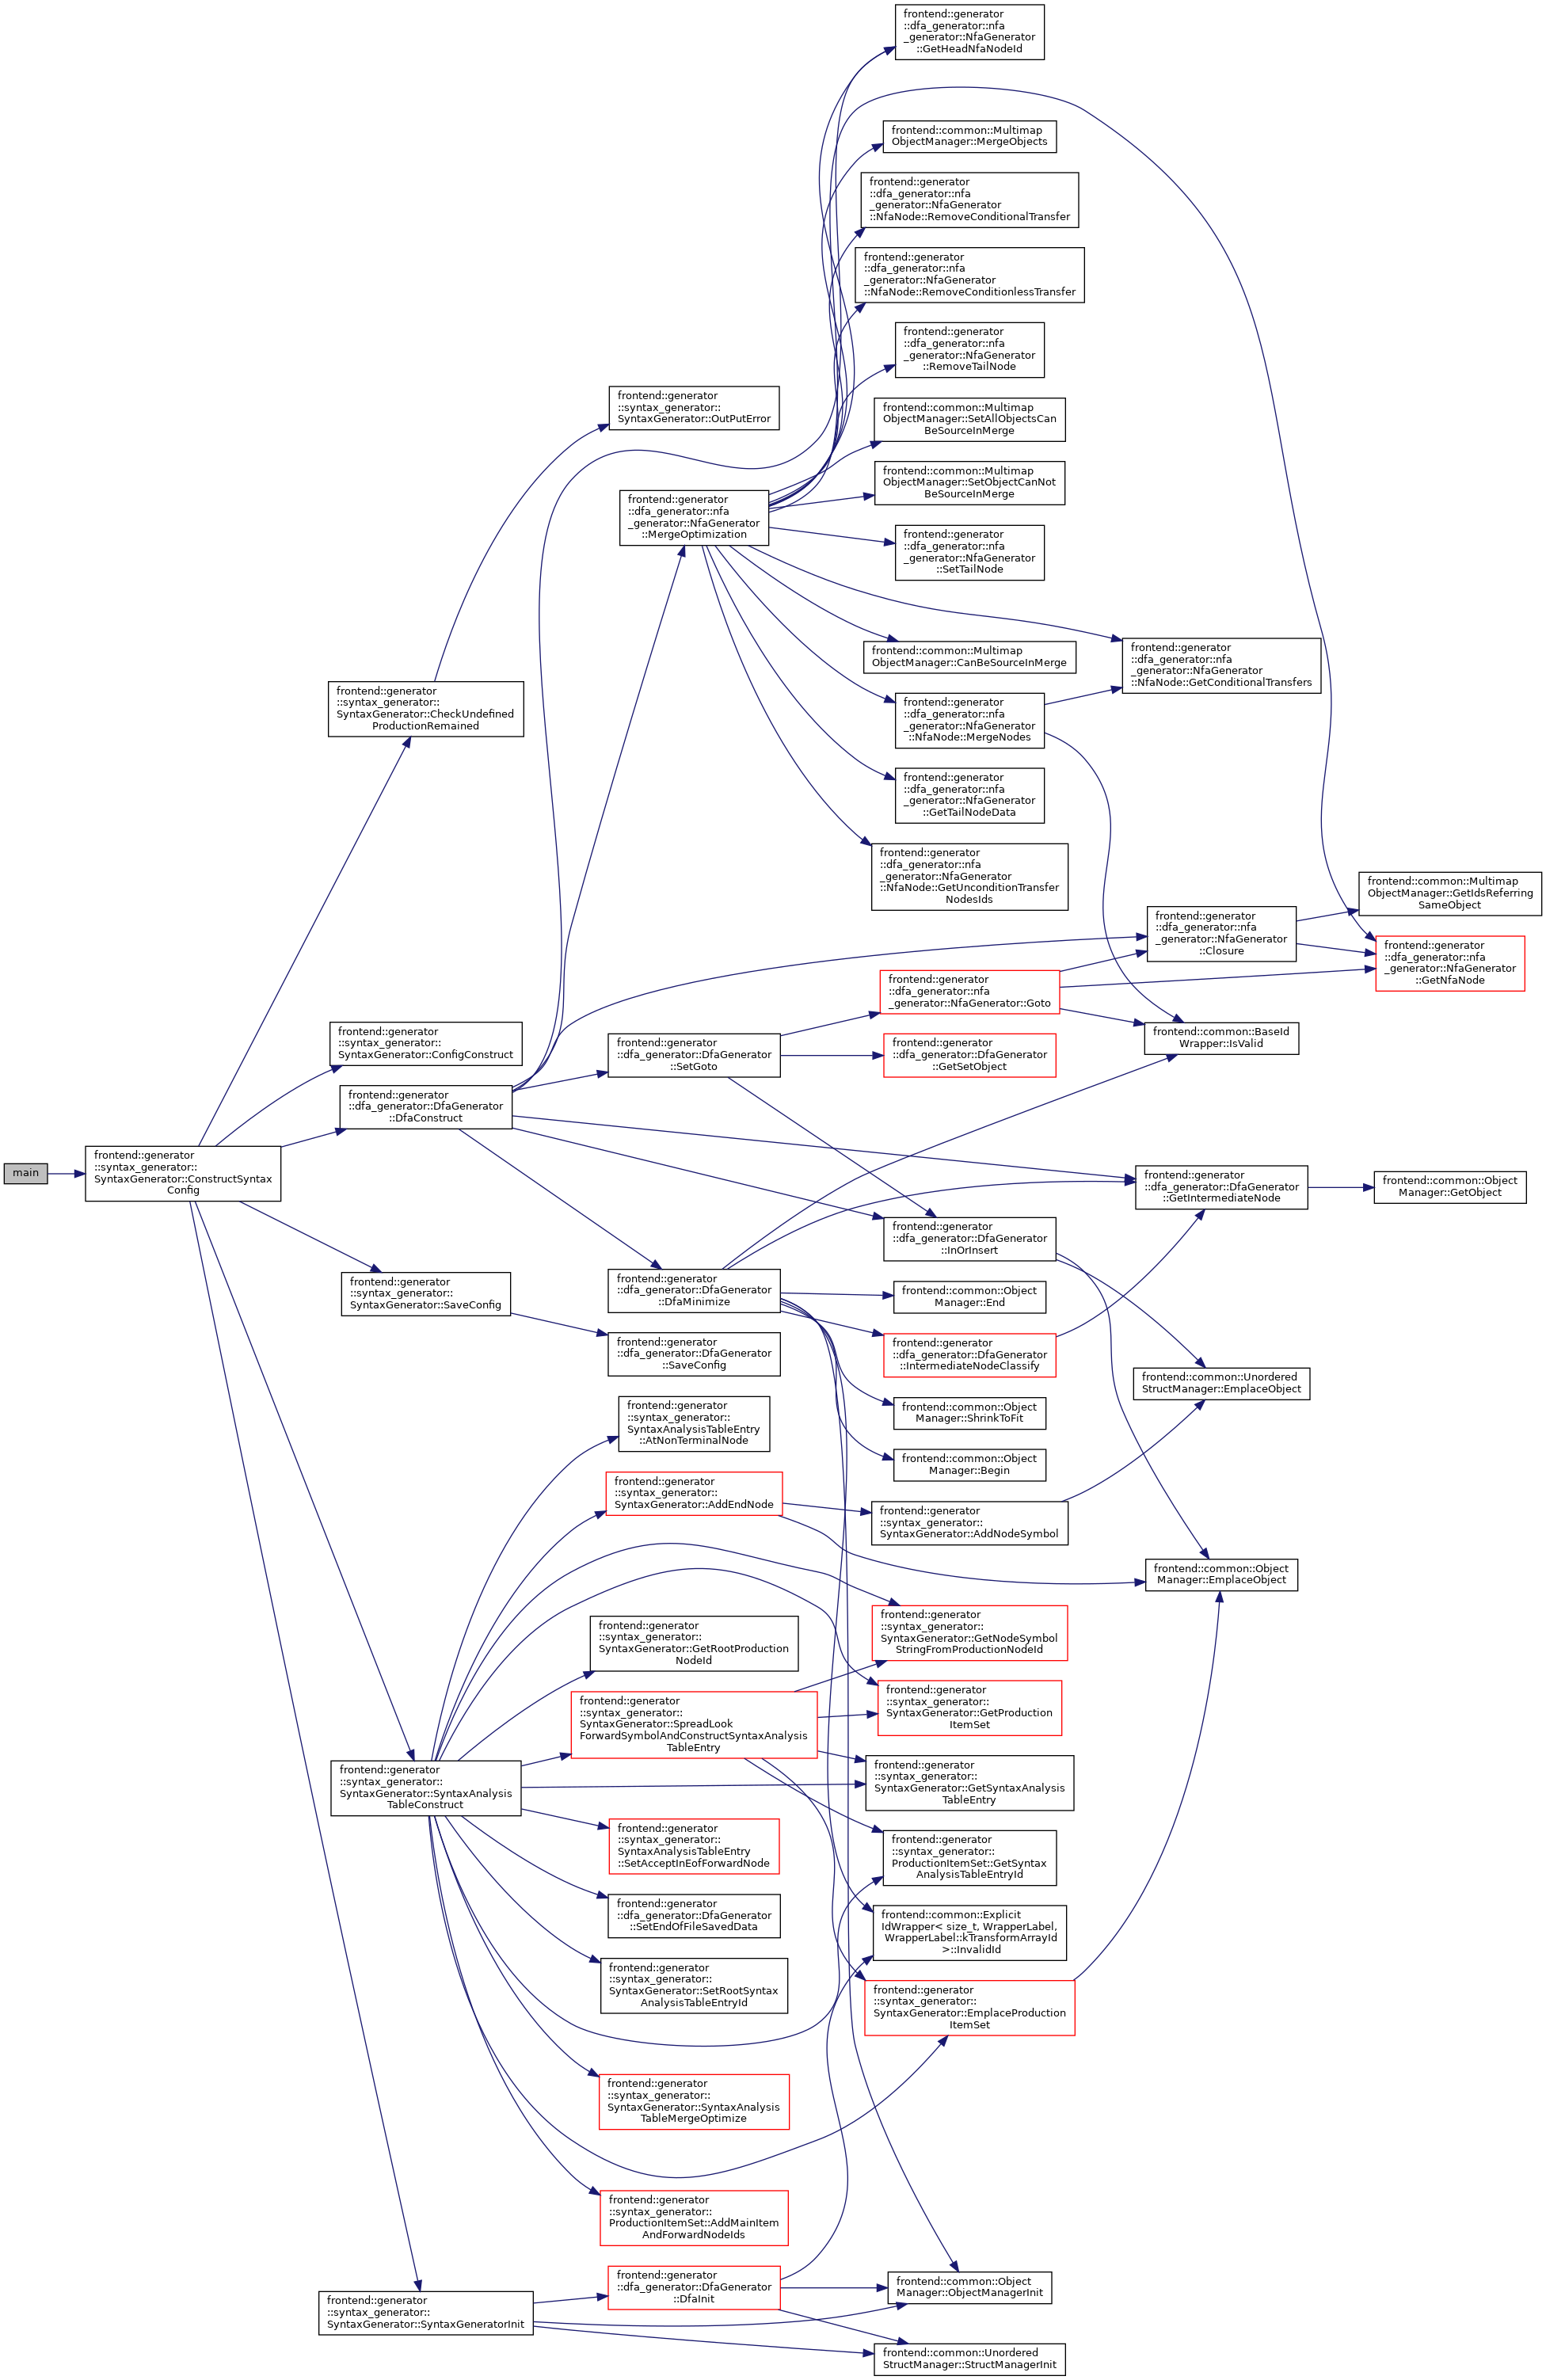 frontend::generator
::dfa_generator::nfa
_generator::NfaGenerator
::GetHeadNfaNodeId
frontend::common::Multimap
ObjectManager::MergeObjects
frontend::generator
::dfa_generator::nfa
_generator::NfaGenerator
::NfaNode::RemoveConditionalTransfer
frontend::generator
::dfa_generator::nfa
_generator::NfaGenerator
::NfaNode::RemoveConditionlessTransfer
frontend::generator
::dfa_generator::nfa
_generator::NfaGenerator
::RemoveTailNode
frontend::generator
::syntax_generator::
SyntaxGenerator::OutPutError
frontend::common::Multimap
ObjectManager::SetAllObjectsCan
BeSourceInMerge
frontend::common::Multimap
ObjectManager::SetObjectCanNot
BeSourceInMerge
frontend::generator
::dfa_generator::nfa
_generator::NfaGenerator
::MergeOptimization
frontend::generator
::dfa_generator::nfa
_generator::NfaGenerator
::SetTailNode
frontend::common::Multimap
ObjectManager::CanBeSourceInMerge
frontend::generator
::dfa_generator::nfa
_generator::NfaGenerator
::NfaNode::GetConditionalTransfers
frontend::generator
::syntax_generator::
SyntaxGenerator::CheckUndefined
ProductionRemained
frontend::generator
::dfa_generator::nfa
_generator::NfaGenerator
::NfaNode::MergeNodes
frontend::generator
::dfa_generator::nfa
_generator::NfaGenerator
::GetTailNodeData
frontend::generator
::dfa_generator::nfa
_generator::NfaGenerator
::NfaNode::GetUnconditionTransfer
NodesIds
frontend::common::Multimap
ObjectManager::GetIdsReferring
SameObject
frontend::generator
::dfa_generator::nfa
_generator::NfaGenerator
::Closure
frontend::generator
::dfa_generator::nfa
_generator::NfaGenerator
::GetNfaNode
frontend::generator
::dfa_generator::nfa
_generator::NfaGenerator::Goto
frontend::generator
::syntax_generator::
SyntaxGenerator::ConfigConstruct
frontend::generator
::dfa_generator::DfaGenerator
::SetGoto
frontend::generator
::dfa_generator::DfaGenerator
::GetSetObject
frontend::common::BaseId
Wrapper::IsValid
frontend::generator
::dfa_generator::DfaGenerator
::DfaConstruct
main
frontend::generator
::syntax_generator::
SyntaxGenerator::ConstructSyntax
Config
frontend::generator
::dfa_generator::DfaGenerator
::GetIntermediateNode
frontend::common::Object
Manager::GetObject
frontend::generator
::dfa_generator::DfaGenerator
::InOrInsert
frontend::generator
::syntax_generator::
SyntaxGenerator::SaveConfig
frontend::generator
::dfa_generator::DfaGenerator
::DfaMinimize
frontend::common::Object
Manager::End
frontend::generator
::dfa_generator::DfaGenerator
::SaveConfig
frontend::generator
::dfa_generator::DfaGenerator
::IntermediateNodeClassify
frontend::common::Unordered
StructManager::EmplaceObject
frontend::common::Object
Manager::ShrinkToFit
frontend::generator
::syntax_generator::
SyntaxAnalysisTableEntry
::AtNonTerminalNode
frontend::common::Object
Manager::Begin
frontend::generator
::syntax_generator::
SyntaxGenerator::AddEndNode
frontend::generator
::syntax_generator::
SyntaxGenerator::AddNodeSymbol
frontend::common::Object
Manager::EmplaceObject
frontend::generator
::syntax_generator::
SyntaxGenerator::GetNodeSymbol
StringFromProductionNodeId
frontend::generator
::syntax_generator::
SyntaxGenerator::GetRootProduction
NodeId
frontend::generator
::syntax_generator::
SyntaxGenerator::SpreadLook
ForwardSymbolAndConstructSyntaxAnalysis
TableEntry
frontend::generator
::syntax_generator::
SyntaxGenerator::GetProduction
ItemSet
frontend::generator
::syntax_generator::
SyntaxGenerator::SyntaxAnalysis
TableConstruct
frontend::generator
::syntax_generator::
SyntaxGenerator::GetSyntaxAnalysis
TableEntry
frontend::generator
::syntax_generator::
SyntaxAnalysisTableEntry
::SetAcceptInEofForwardNode
frontend::generator
::syntax_generator::
ProductionItemSet::GetSyntax
AnalysisTableEntryId
frontend::generator
::dfa_generator::DfaGenerator
::SetEndOfFileSavedData
frontend::common::Explicit
IdWrapper< size_t, WrapperLabel,
WrapperLabel::kTransformArrayId
>::InvalidId
frontend::generator
::syntax_generator::
SyntaxGenerator::SetRootSyntax
AnalysisTableEntryId
frontend::generator
::syntax_generator::
SyntaxGenerator::EmplaceProduction
ItemSet
frontend::generator
::syntax_generator::
SyntaxGenerator::SyntaxAnalysis
TableMergeOptimize
frontend::generator
::syntax_generator::
ProductionItemSet::AddMainItem
AndForwardNodeIds
frontend::generator
::dfa_generator::DfaGenerator
::DfaInit
frontend::common::Object
Manager::ObjectManagerInit
frontend::generator
::syntax_generator::
SyntaxGenerator::SyntaxGeneratorInit
frontend::common::Unordered
StructManager::StructManagerInit